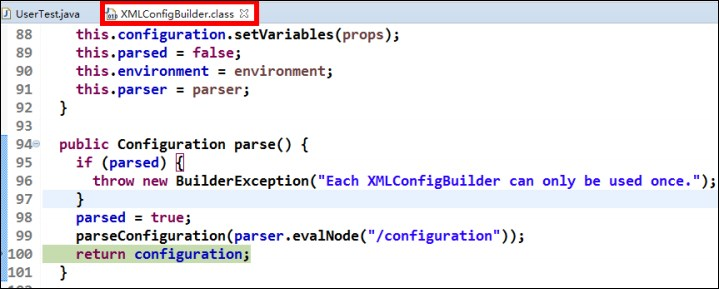 UserTest.java XMLConfigBuilder.class
88 this.configuration.setVariables(props);
89 this.parsed = false;
90 this.environment = environment;
91 this.parser = parser;
92 }
93
94 public Configuration parse() {
95 if (parsed) {
96 throw new BuilderException("Each XMLConfigBuilder can only be used once.");
97 }
98 parsed = true;
99 parseConfiguration(parser.evalNode("/configuration"));
100 return configuration;
101 }